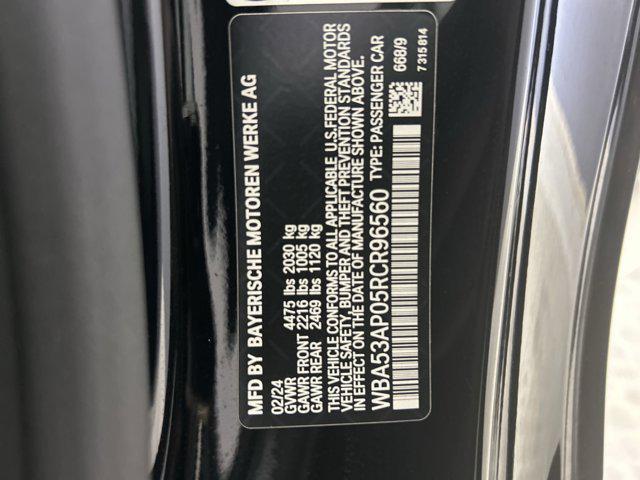 MFD BY BAYERISCHE MOTOREN WERKE AG
02/24
GVWR 4475 lbs 2030 kg
GAWR FRONT 2216 lbs 1005 kg
GAWR REAR 2469 lbs 1120 kg
THIS VEHICLE CONFORMS TO ALL APPLICABLE U.S.FEDERAL MOTOR
VEHICLE SAFETY, BUMPER AND THEFT PREVENTION STANDARDS
IN EFFECT ON THE DATE OF MANUFACTURE SHOWN ABOVE.
WBA53AP05RCR96560 TYPE: PASSENGER CAR
668/9
7 315 814